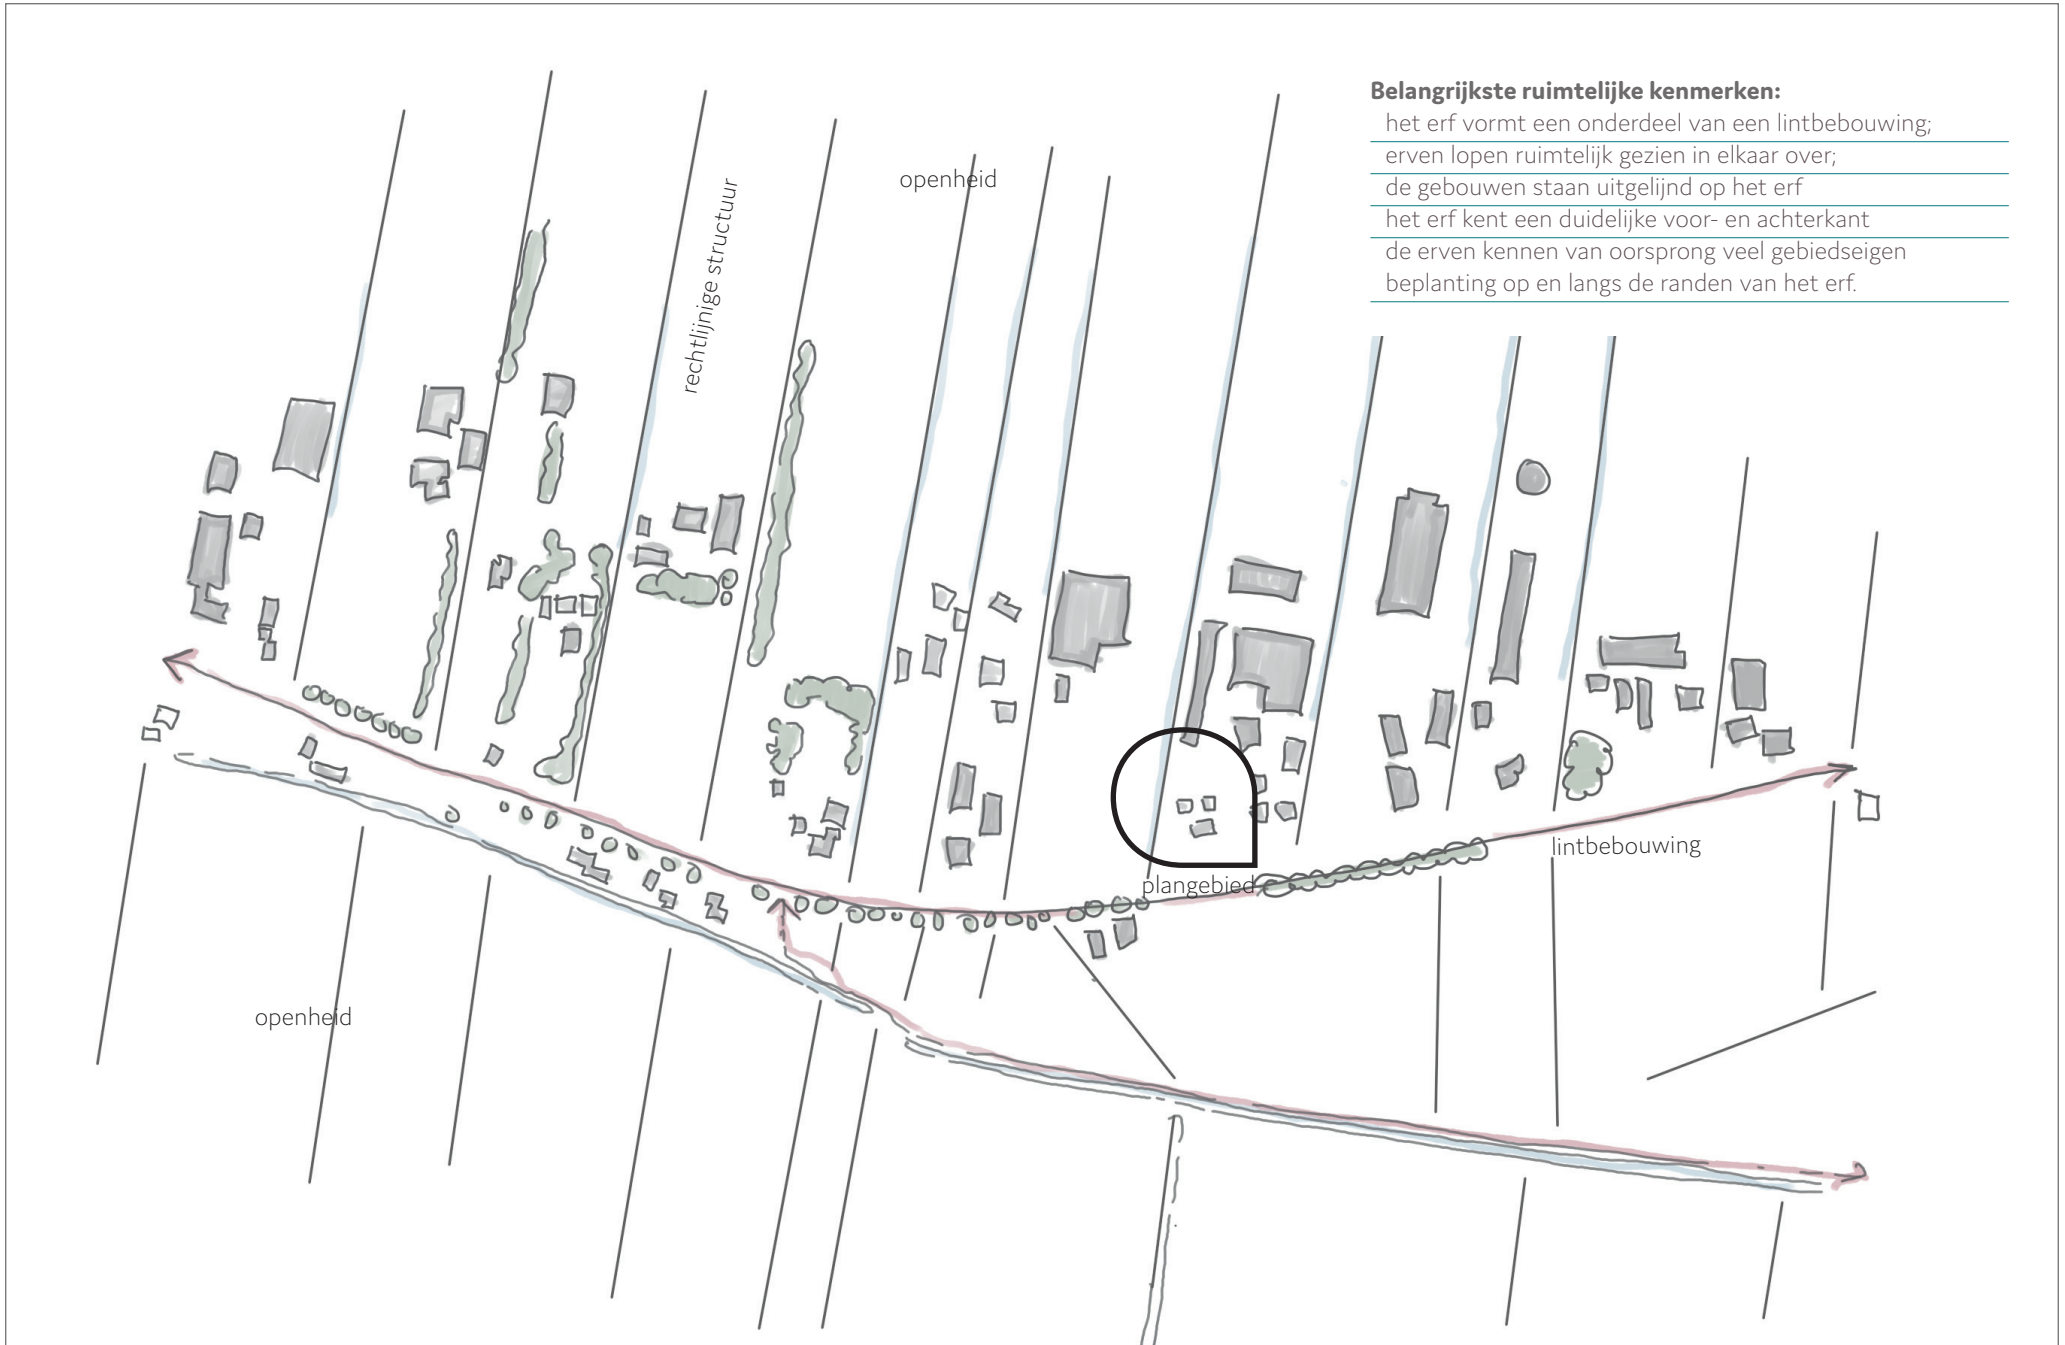 Belangrijkste ruimtelijke kenmerken:
het erf vormt een onderdeel van een lintbebouwing;
erven lopen ruimtelijk gezien in elkaar over;
de gebouwen staan uitgelijnd op het erf
het erf kent een duidelijke voor- en achterkant
de erven kennen van oorsprong veel gebiedseigen
beplanting op en langs de randen van het erf.
openheid
rechtlijnige structuur
lintbebouwing
plangebied
openheid